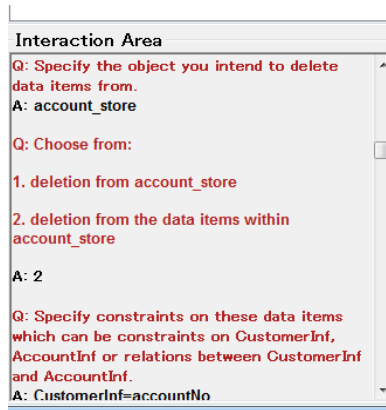 Interaction Area
Q: Specify the object you intend to delete
data items from.
A: account_store
Q: Choose from:
1. deletion from account_store
2. deletion from the data items within
account_store
A: 2
Q: Specify constraints on these data items
which can be constraints on CustomerInf,
AccountInf or relations between CustomerInf
and AccountInf.
A: CustomerInf=accountNo